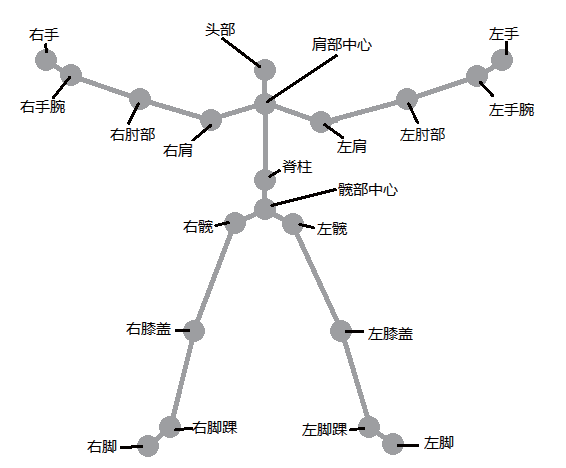 头部
右手
左手
肩部中心
右手腕
左手腕
右肘部
左肘部
右肩
左肩
脊柱
髋部中心
右髋
左髋
右膝盖
左膝盖
右脚踝
左脚踝
右脚
左脚